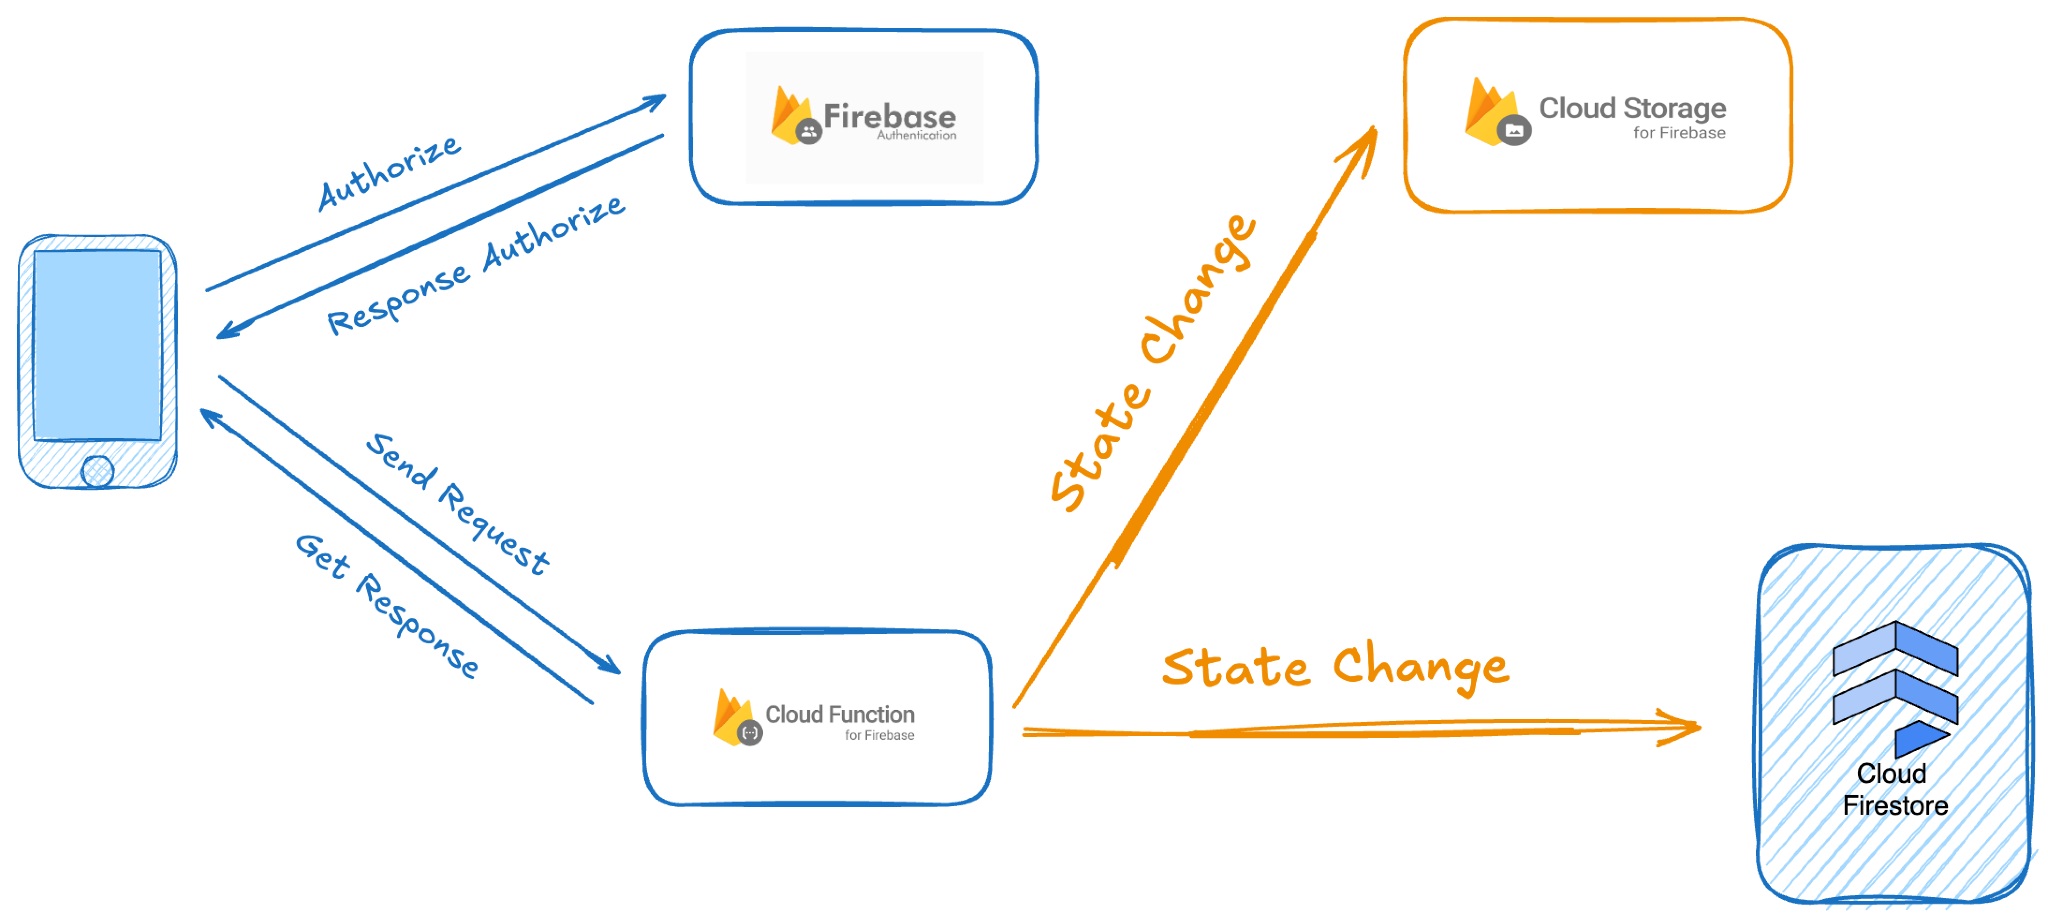 Authorize
Response Authorize
Firebase
Authentication
Cloud Storage
for Firebase
State Change
Send Request
Get Response
Cloud Function
for Firebase
State Change
Cloud
Firestore